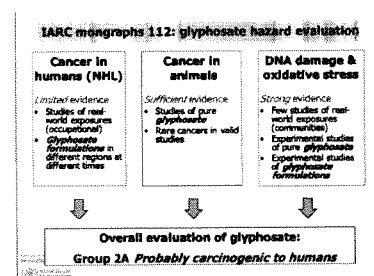 IARC monographs 112: glyphosate hazard evaluation
Cancer in
humans (NHL)
Limited evidence
• Studies of real-
world exposures
(occupational)
• Glyphosate
formulations in
different regions at
different times
Cancer in
animals
Sufficient evidence
• Studies of pure
glyphosate
• Rare cancers in valid
studies
DNA damage &
oxidative stress
Strong evidence
• Few studies of real-
world exposures
(communities)
• Experimental studies
of pure glyphosate
• Experimental studies
of glyphosate
formulations
Overall evaluation of glyphosate:
Group 2A Probably carcinogenic to humans